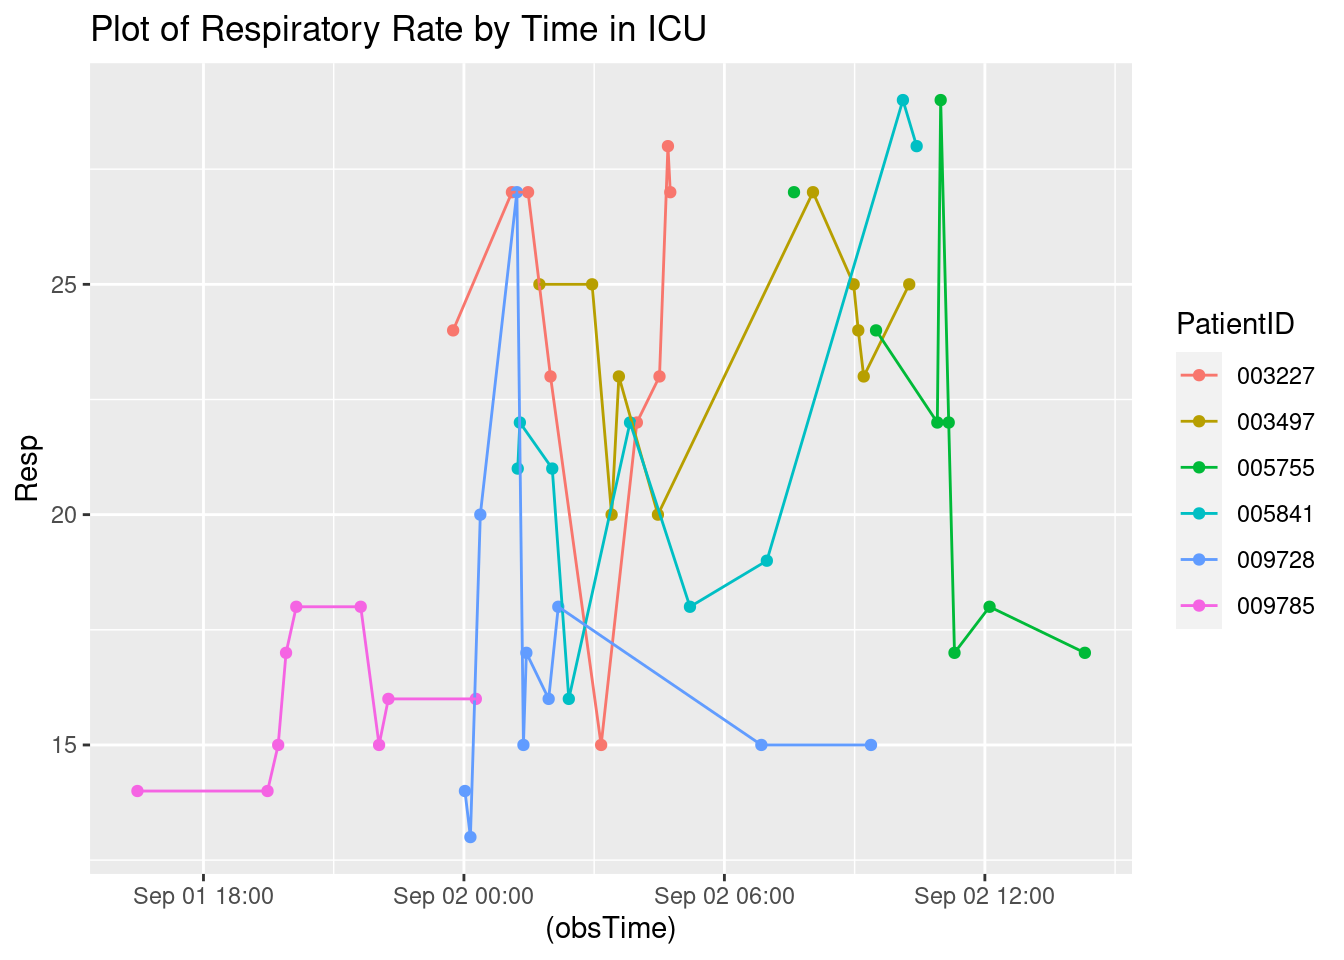 Plot of Respiratory Rate by Time in ICU
Resp
25
20
15
Sep 01 18:00
Sep 02 00:00
Sep 02 06:00
Sep 02 12:00
(obsTime)
PatientID
003227
003497
005755
005841
009728
009785